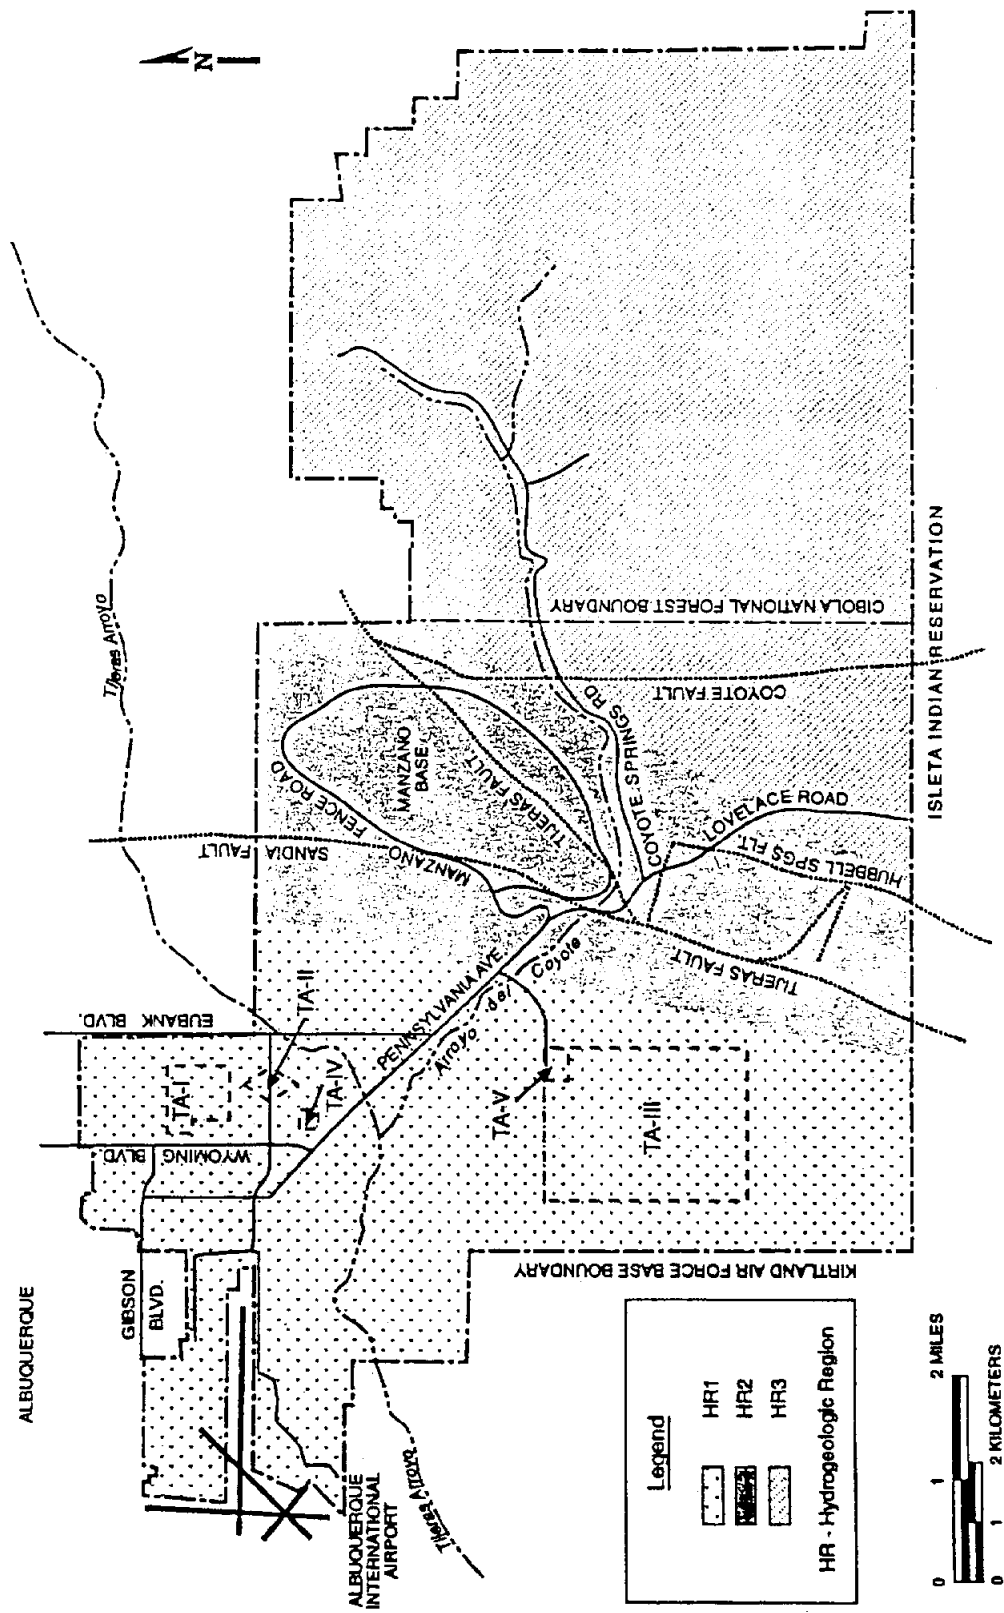 ALBUQUERQUE
GIBSON
BLVD.
WYOMING BLVD.
EUBANK
BLVD.
TA-I
TA-II
TA-IV
Tijeras Arroyo
N
ALBUQUERQUE
INTERNATIONAL
AIRPORT
Tijeras Arroyo
PENNSYLVANIA AVE.
Arroyo del Coyote
SANDIA FAULT
MANZANO
FENCE ROAD
MANZANO
BASE
TIJERAS FAULT
TA-V
TA-III
KIRTLAND AIR FORCE BASE BOUNDARY
TIJERAS FAULT
HUBBELL SPGS FLT
LOVELACE ROAD
COYOTE SPRINGS RD
COYOTE FAULT
CIBOLA NATIONAL FOREST BOUNDARY
ISLETA INDIAN RESERVATION
Legend
HR1
HR2
HR3
HR - Hydrogeologic Region
0 1 2 MILES
0 1 2 KILOMETERS